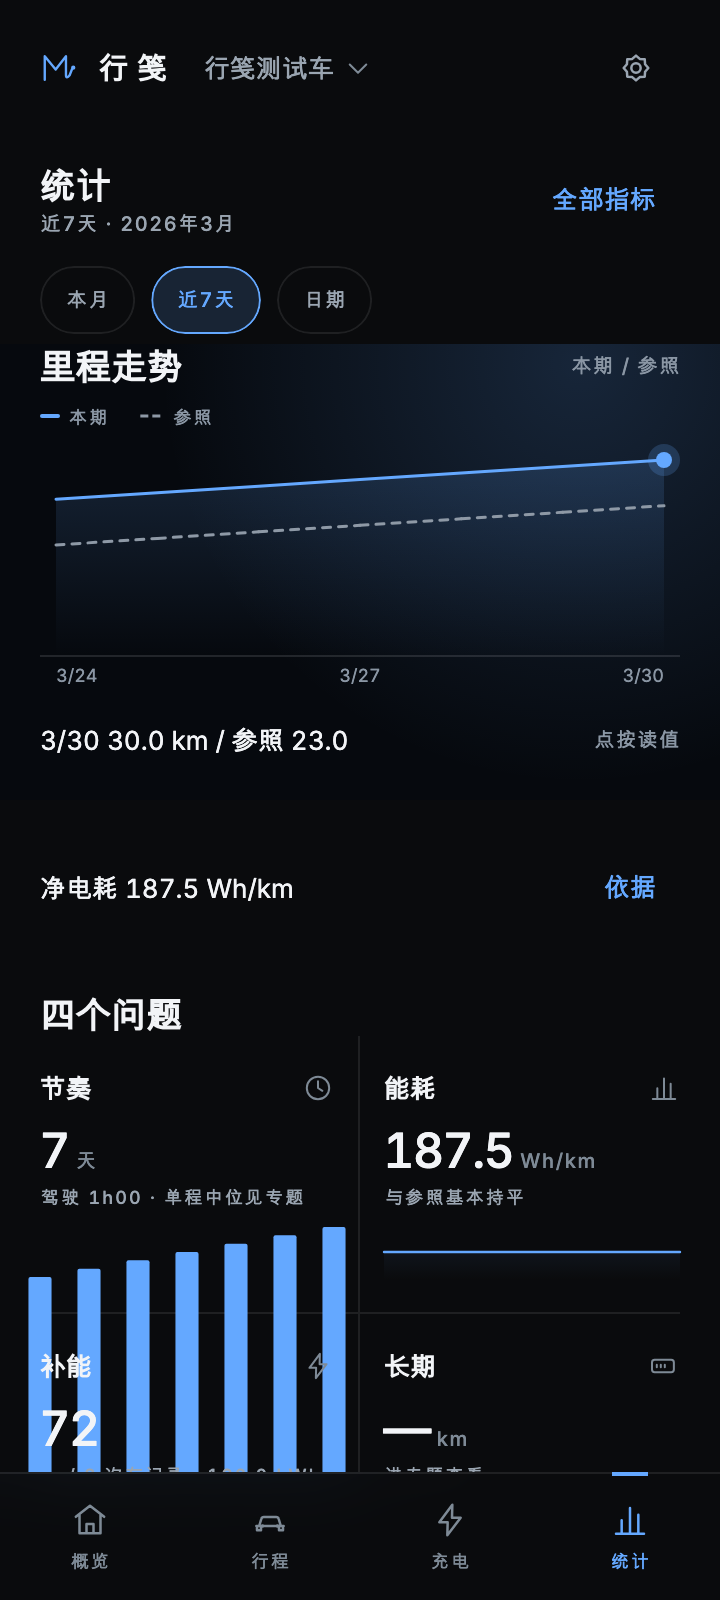 行笺 行笺测试车
统计
全部指标
近7天 · 2026年3月
本月 近7天 日期
里程走势 本期 / 参照
本期 参照
3/24 3/27 3/30
3/30 30.0 km / 参照 23.0 点按读值
净电耗 187.5 Wh/km 依据
四个问题
节奏 能耗
7 天 187.5 Wh/km
驾驶 1h00 · 单程中位见专题 与参照基本持平
补能 长期
72 — km
概览 行程 充电 统计